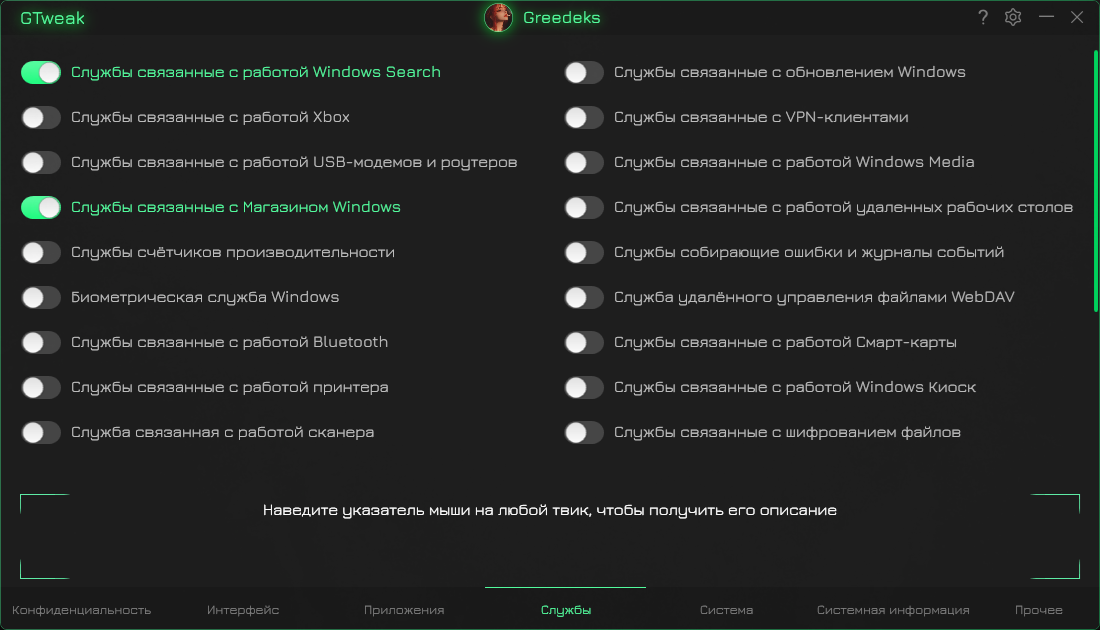 GTweak
Greedeks
?
Службы связанные с работой Windows Search
Службы связанные с обновлением Windows
Службы связанные с работой Xbox
Службы связанные с VPN-клиентами
Службы связанные с работой USB-модемов и роутеров
Службы связанные с работой Windows Media
Службы связанные с Магазином Windows
Службы связанные с работой удаленных рабочих столов
Службы счётчиков производительности
Службы собирающие ошибки и журналы событий
Биометрическая служба Windows
Служба удалённого управления файлами WebDAV
Службы связанные с работой Bluetooth
Службы связанные с работой Смарт-карты
Службы связанные с работой принтера
Службы связанные с работой Windows Киоск
Служба связанная с работой сканера
Службы связанные с шифрованием файлов
Наведите указатель мыши на любой твик, чтобы получить его описание
Конфиденциальность
Интерфейс
Приложения
Службы
Система
Системная информация
Прочее